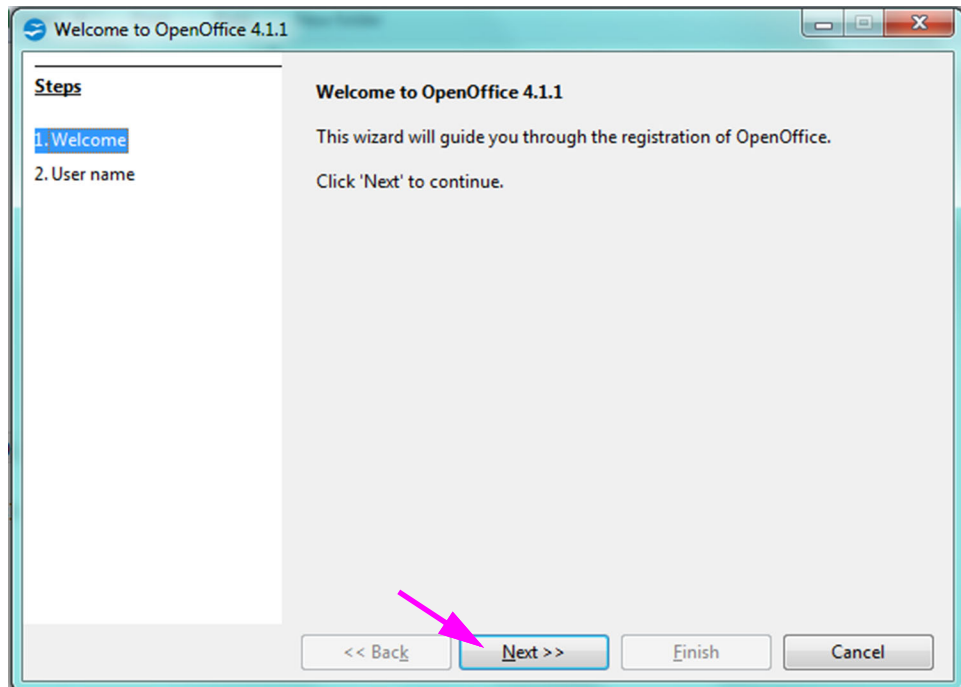 Welcome to OpenOffice 4.1.1
Steps
1. Welcome
2. User name
Welcome to OpenOffice 4.1.1
This wizard will guide you through the registration of OpenOffice.
Click 'Next' to continue.
<< Back Next >> Finish Cancel